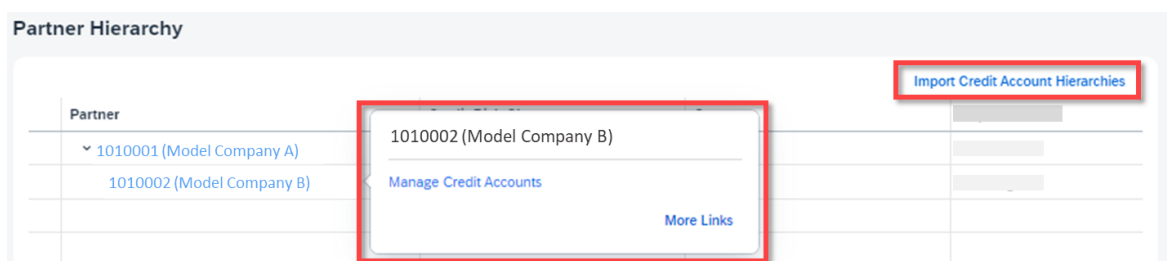 Partner Hierarchy
Import Credit Account Hierarchies
Partner
1010001 (Model Company A)
1010002 (Model Company B)
1010002 (Model Company B)
Manage Credit Accounts
More Links